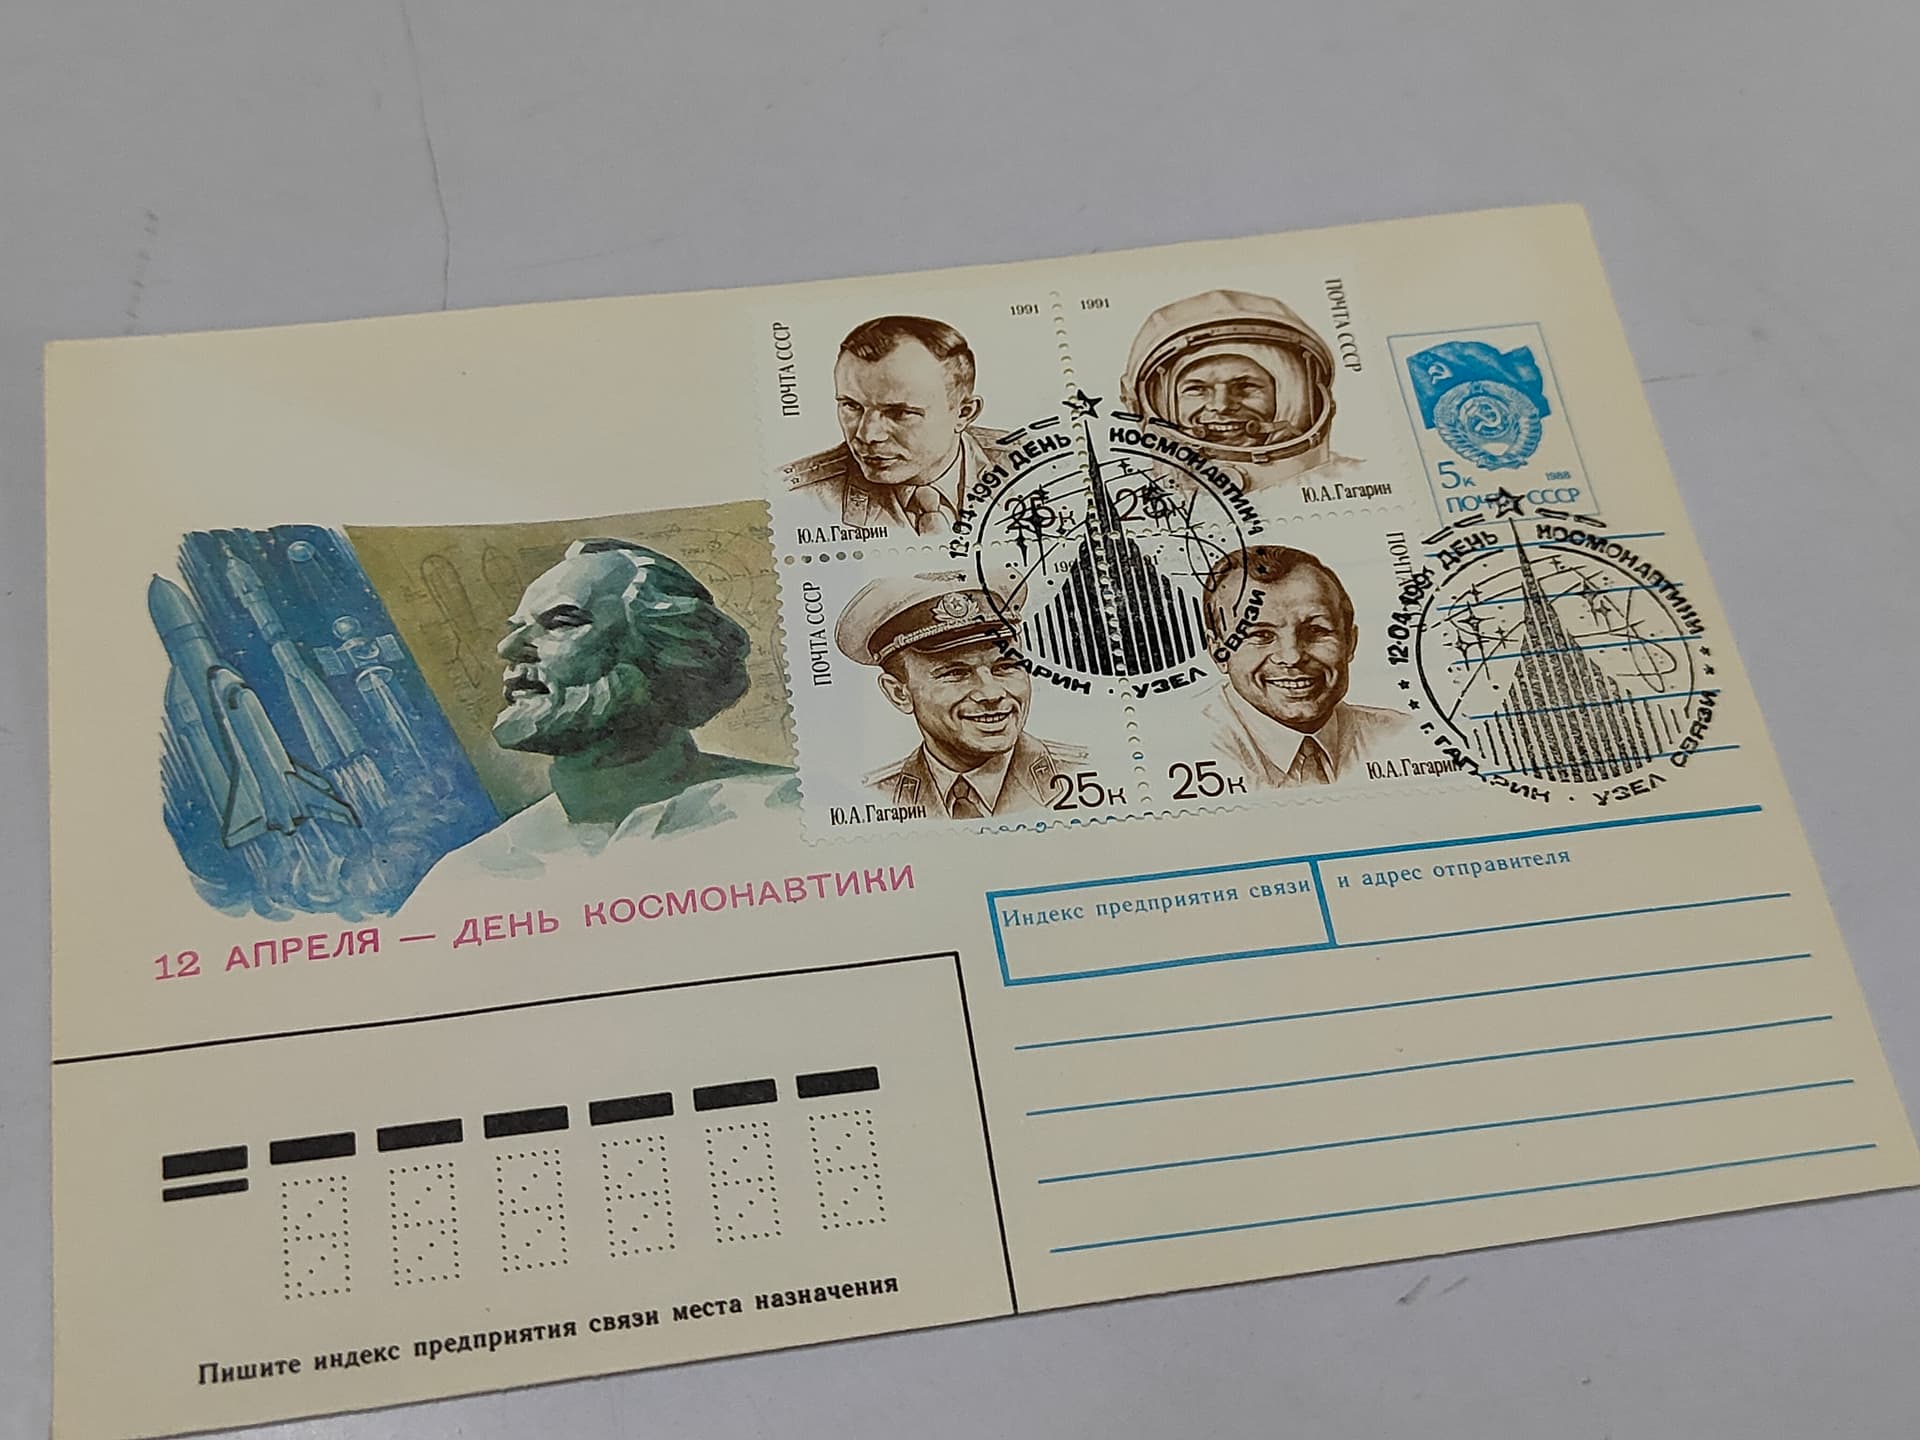 ПОЧТА СССР
1991
Ю.А.Гагарин
25к
1991
ПОЧТА СССР
25к
Ю.А.Гагарин
ПОЧТА СССР
Ю.А.Гагарин
25к
25к
Ю.А.Гагарин
5к
1988
ПОЧТА СССР
12·04·1991 ДЕНЬ КОСМОНАВТИКИ
г. ГАГАРИН · УЗЕЛ СВЯЗИ
12·04·1991 ДЕНЬ КОСМОНАВТИКИ
г. ГАГАРИН · УЗЕЛ СВЯЗИ
12 АПРЕЛЯ — ДЕНЬ КОСМОНАВТИКИ
Индекс предприятия связи и адрес отправителя
Пишите индекс предприятия связи места назначения